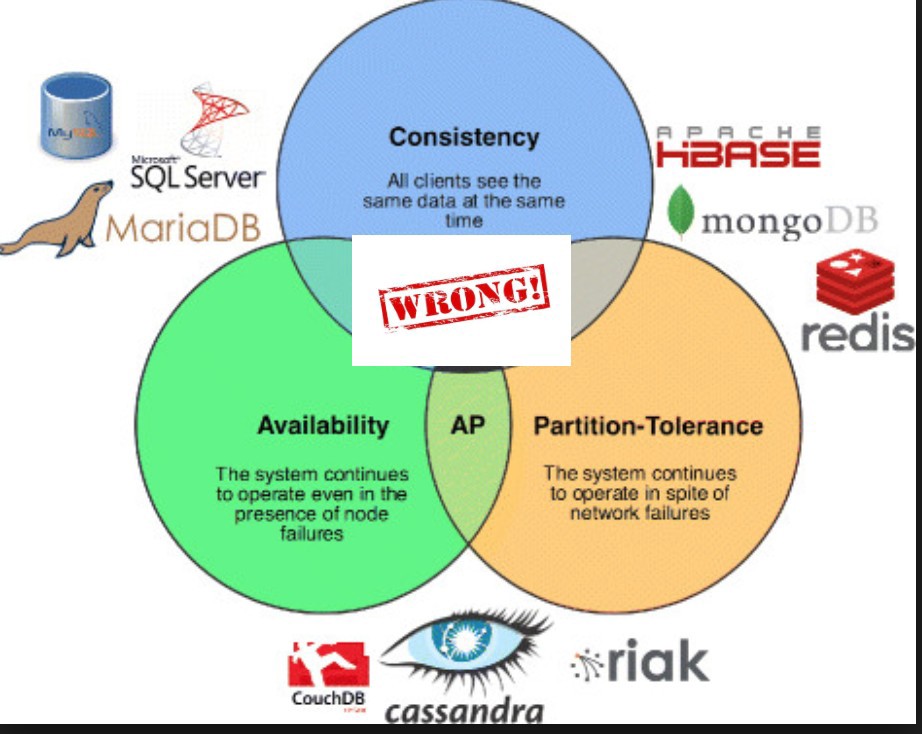 Consistency
All clients see the
same data at the same
time
MySQL
Microsoft
SQL Server
MariaDB
APACHE
HBASE
mongoDB
redis
WRONG!
Availability
The system continues
to operate even in the
presence of node
failures
AP
Partition-Tolerance
The system continues
to operate in spite of
network failures
CouchDB
cassandra
riak